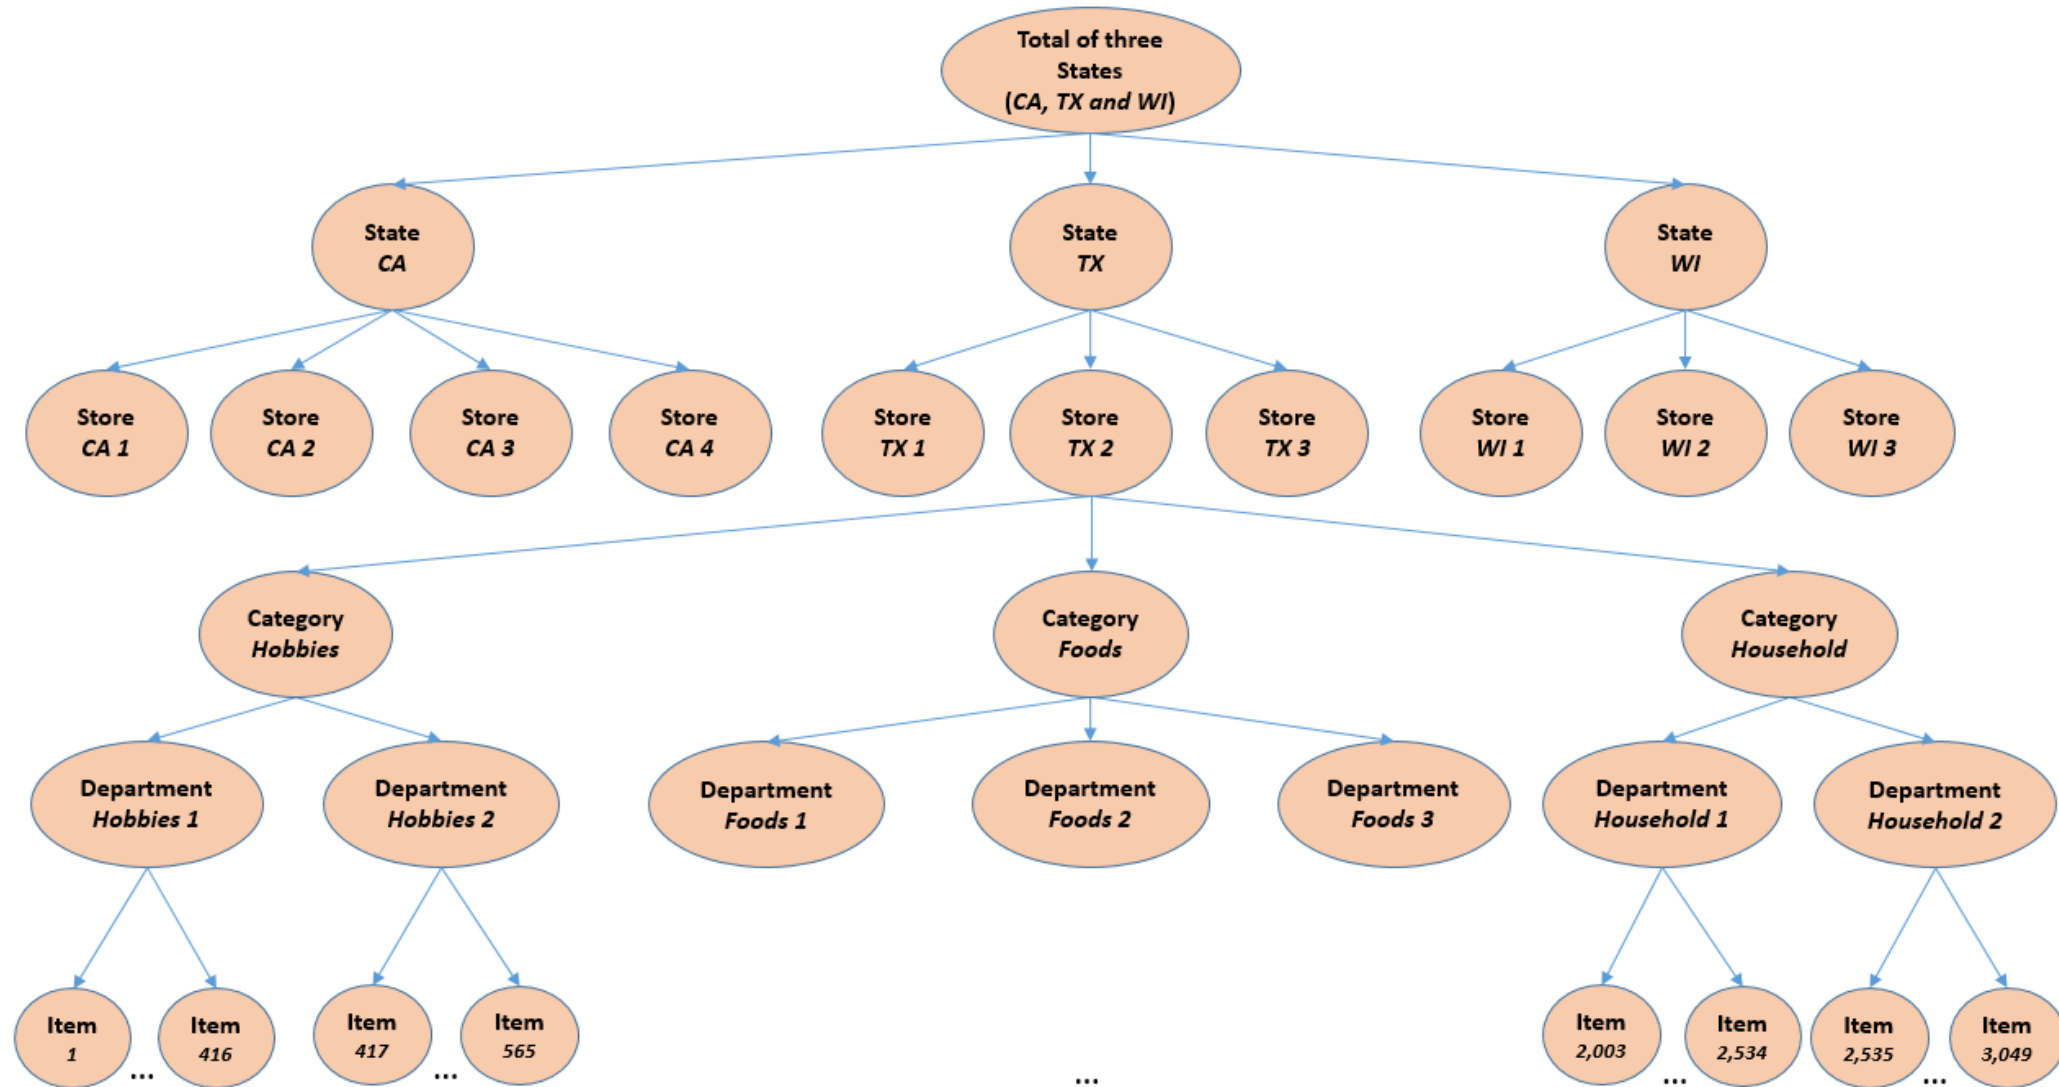 Total of three
States
(CA, TX and WI)
State
CA
State
TX
State
WI
Store
CA 1
Store
CA 2
Store
CA 3
Store
CA 4
Store
TX 1
Store
TX 2
Store
TX 3
Store
WI 1
Store
WI 2
Store
WI 3
Category
Hobbies
Category
Foods
Category
Household
Department
Hobbies 1
Department
Hobbies 2
Department
Foods 1
Department
Foods 2
Department
Foods 3
Department
Household 1
Department
Household 2
Item
1
...
Item
416
Item
417
...
Item
565
...
Item
2,003
...
Item
2,534
Item
2,535
...
Item
3,049